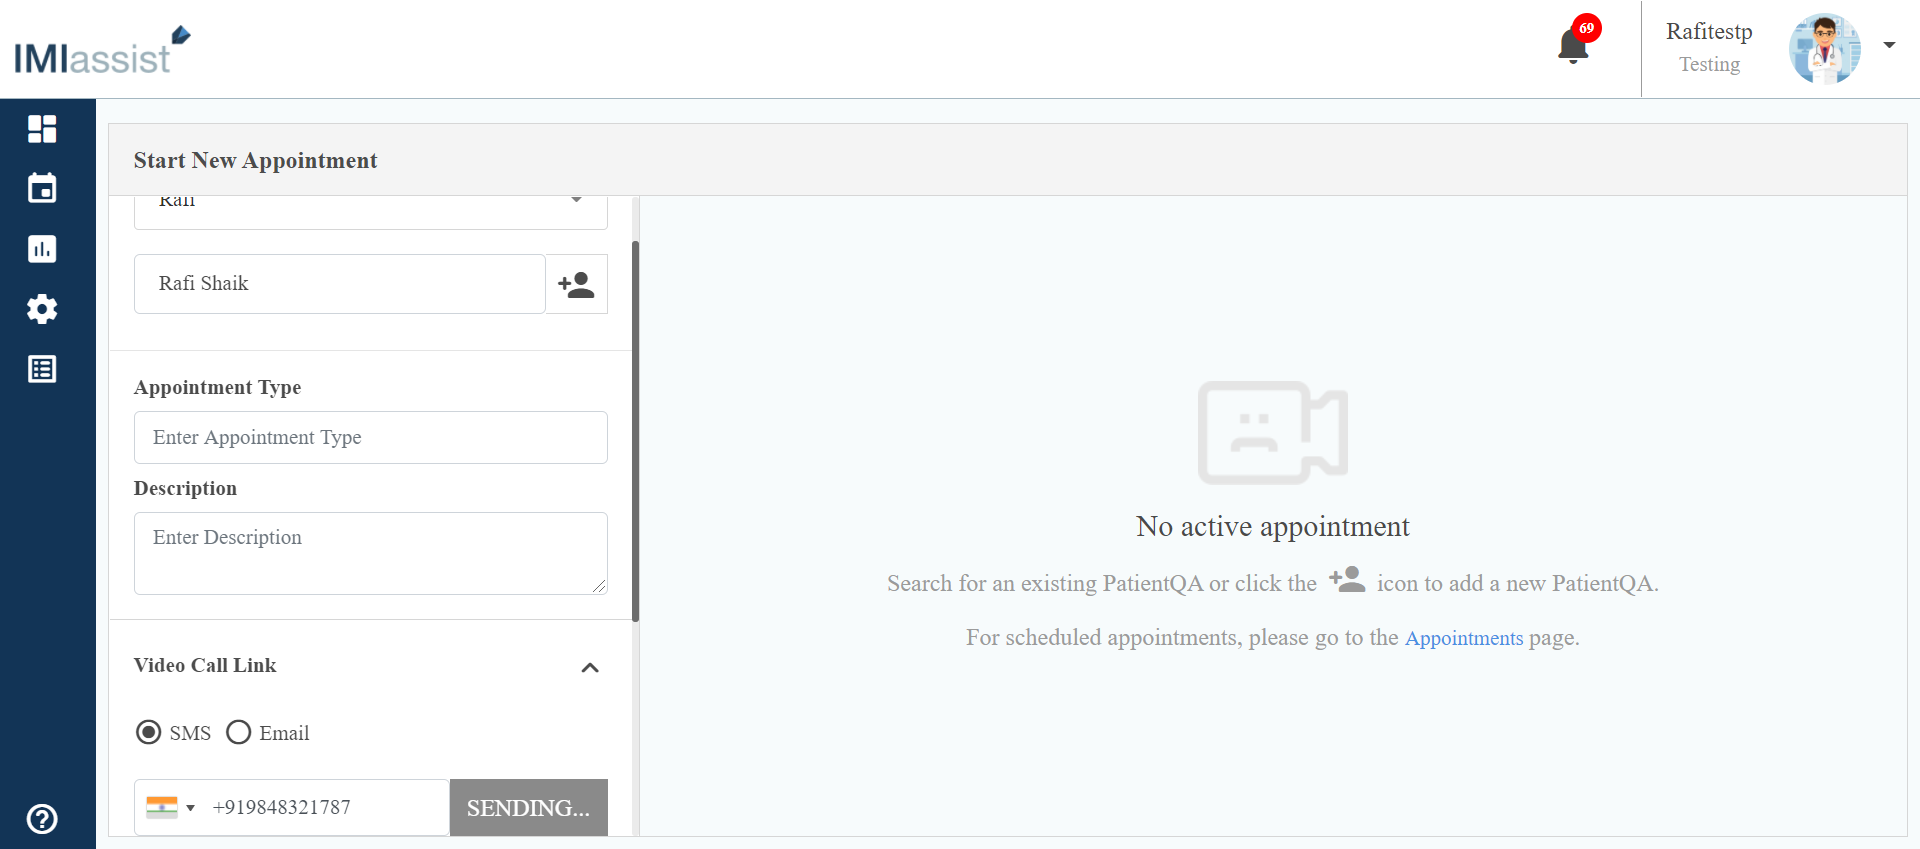 IMIassist
69
Rafitestp
Testing
Start New Appointment
Rafi
Rafi Shaik
Appointment Type
Enter Appointment Type
Description
Enter Description
Video Call Link
SMS
Email
+919848321787
SENDING...
No active appointment
Search for an existing PatientQA or click the icon to add a new PatientQA.
For scheduled appointments, please go to the Appointments page.